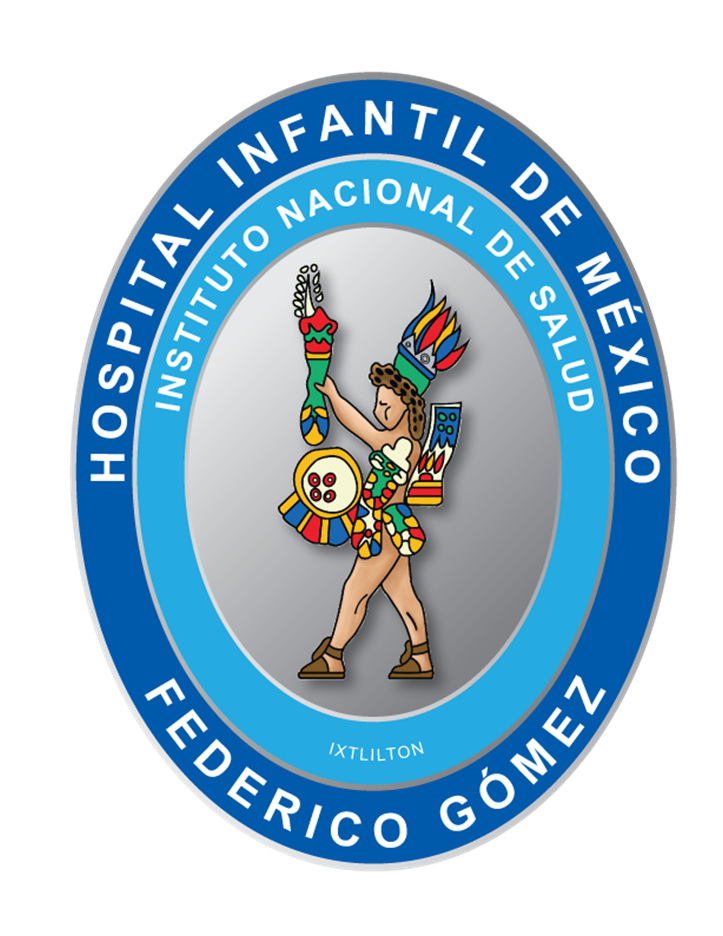 HOSPITAL INFANTIL DE MÉXICO
INSTITUTO NACIONAL DE SALUD
IXTLILTON
FEDERICO GÓMEZ